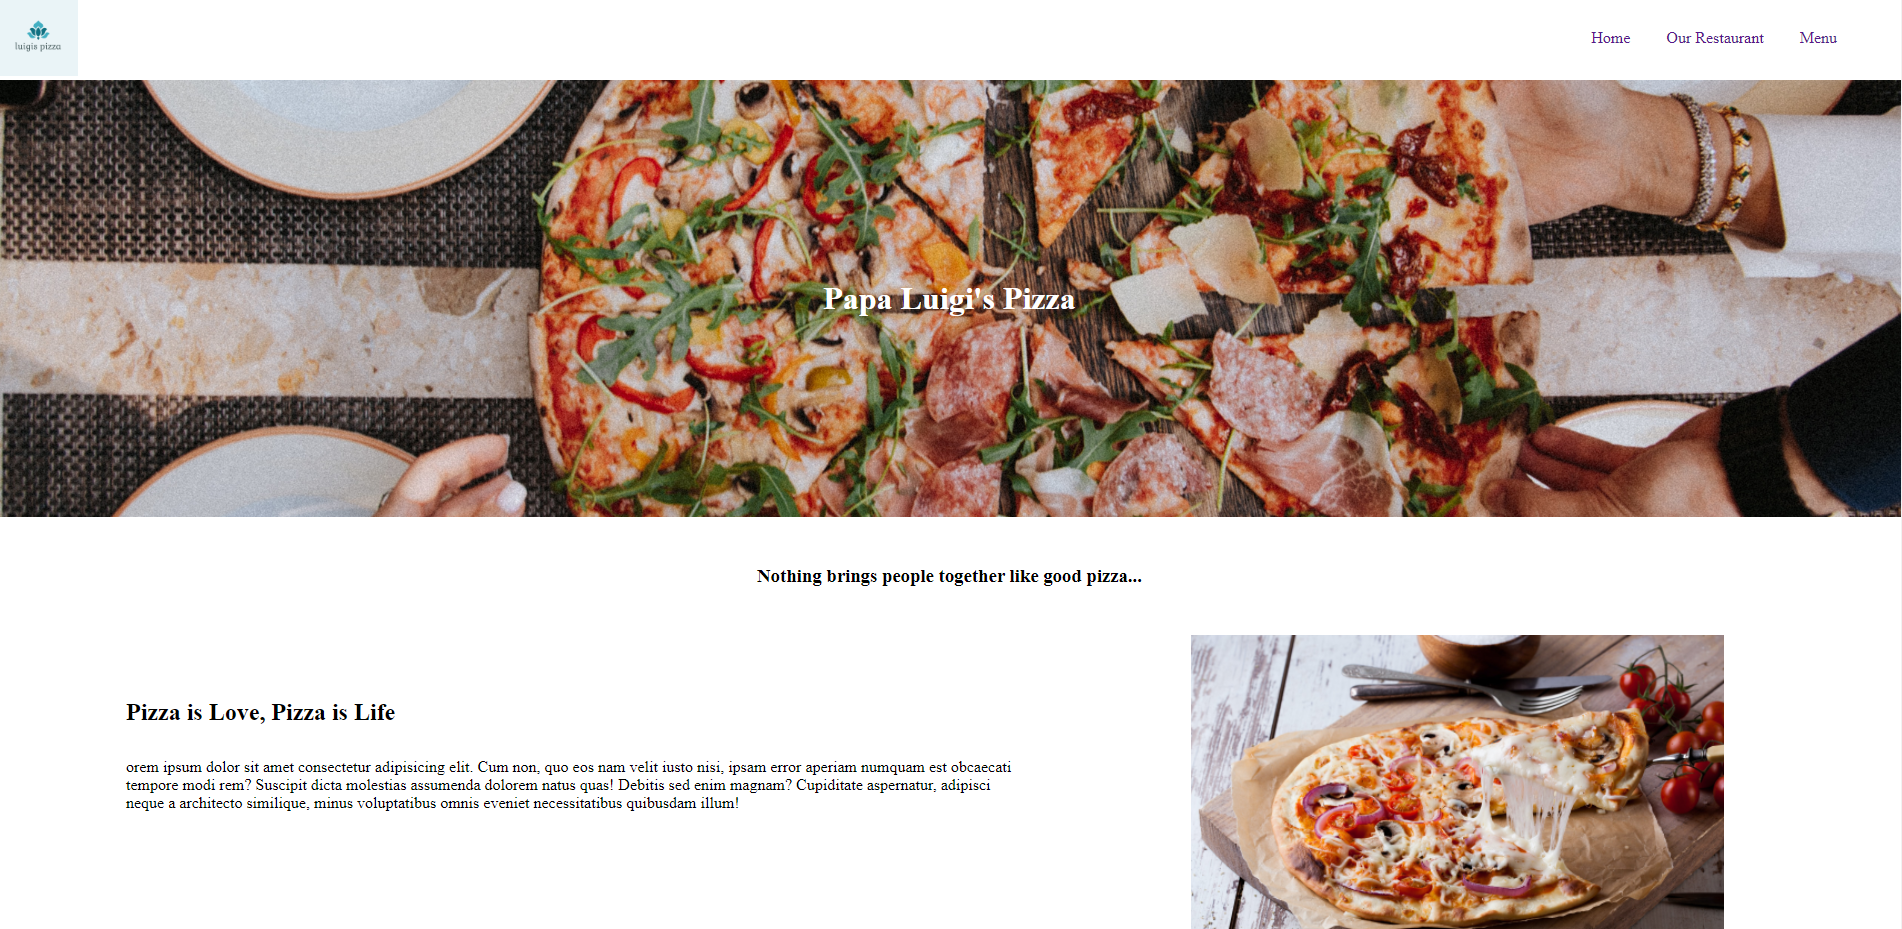 luigis pizza
Home
Our Restaurant
Menu
Papa Luigi's Pizza
Nothing brings people together like good pizza...
Pizza is Love, Pizza is Life
orem ipsum dolor sit amet consectetur adipisicing elit. Cum non, quo eos nam velit iusto nisi, ipsam error aperiam numquam est obcaecati
tempore modi rem? Suscipit dicta molestias assumenda dolorem natus quas! Debitis sed enim magnam? Cupiditate aspernatur, adipisci
neque a architecto similique, minus voluptatibus omnis eveniet necessitatibus quibusdam illum!